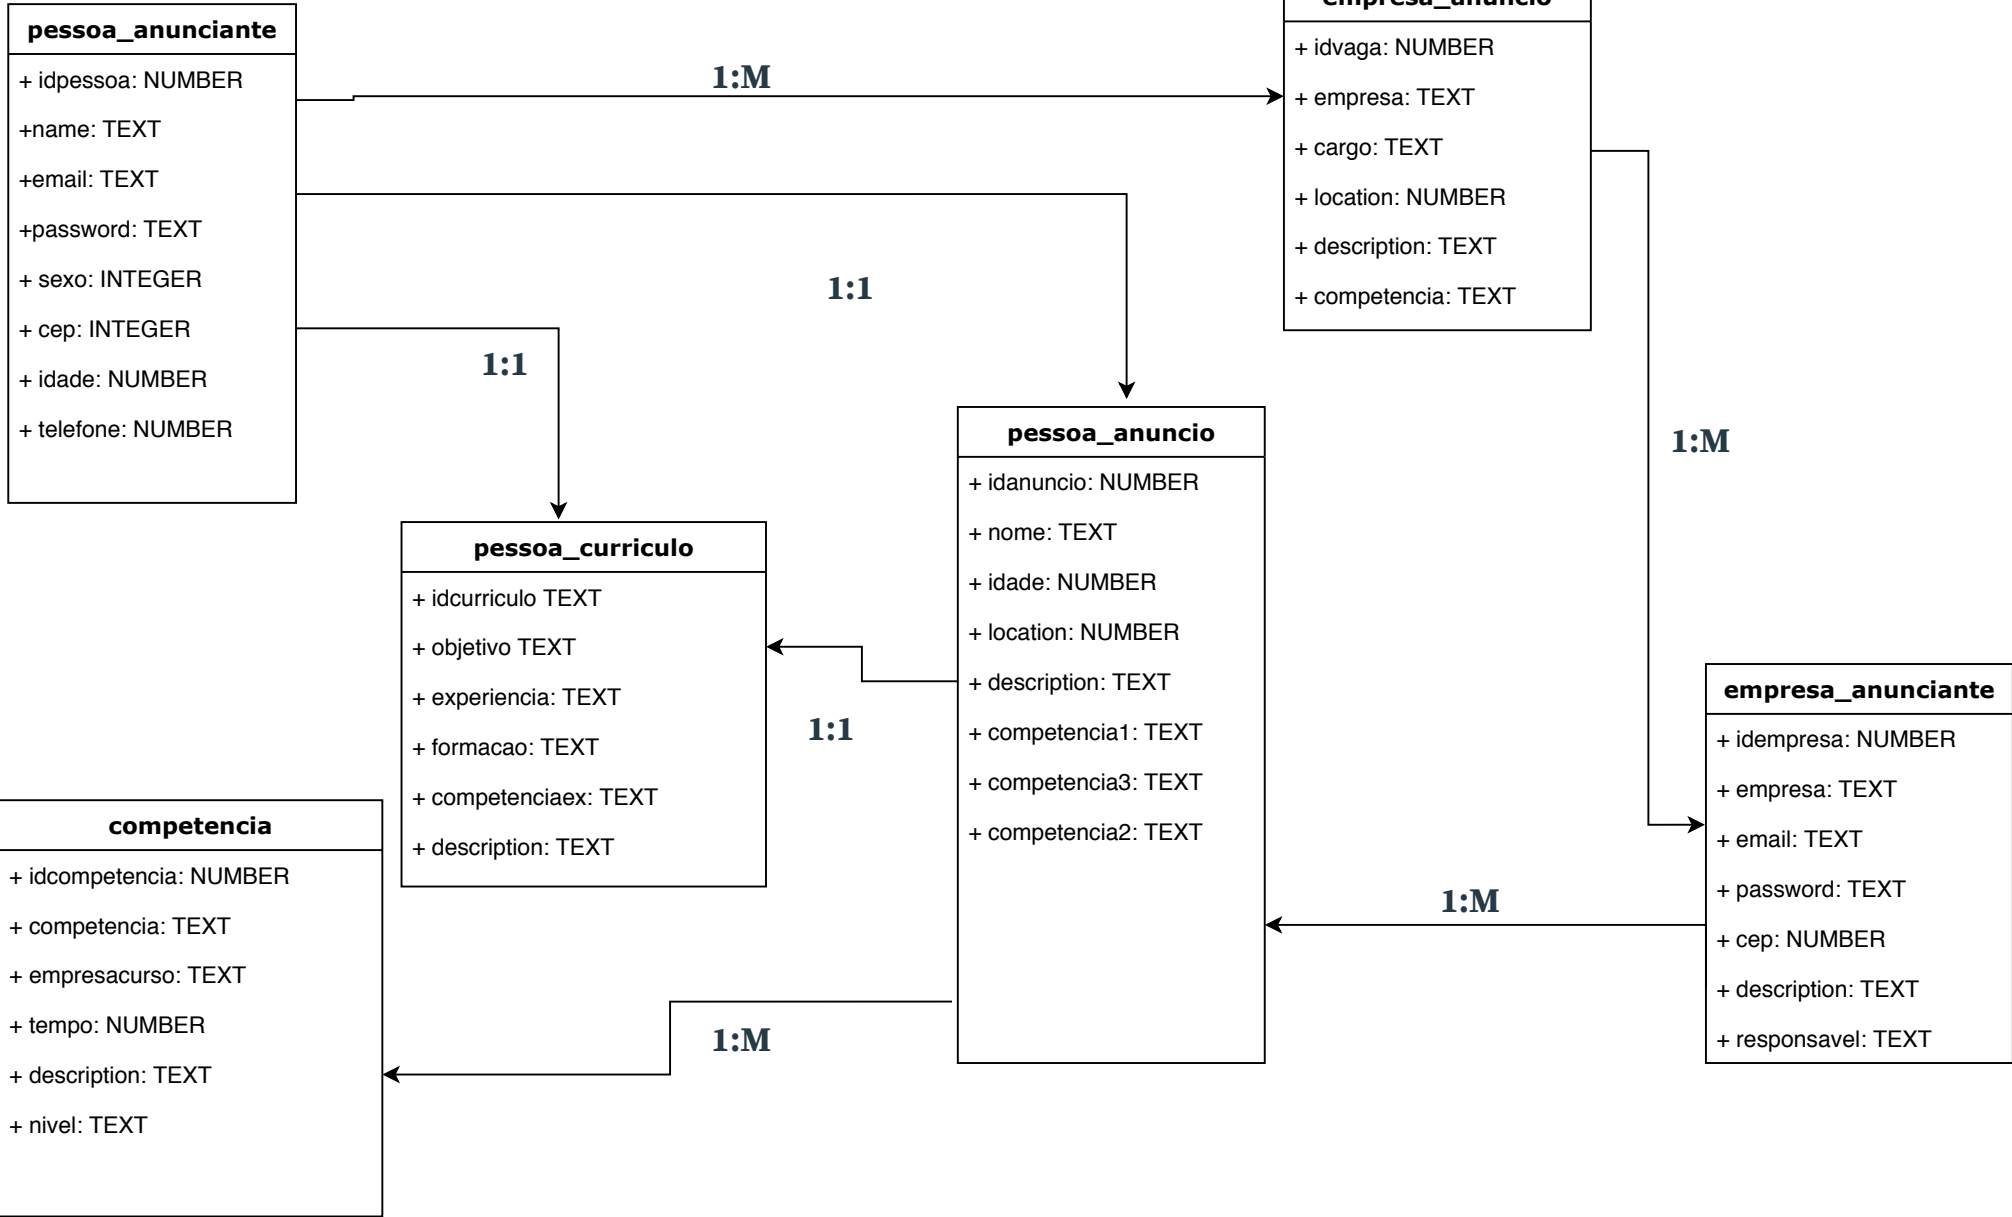 pessoa_anunciante
+ idpessoa: NUMBER
+name: TEXT
+email: TEXT
+password: TEXT
+ sexo: INTEGER
+ cep: INTEGER
+ idade: NUMBER
+ telefone: NUMBER
1:M
empresa_anuncio
+ idvaga: NUMBER
+ empresa: TEXT
+ cargo: TEXT
+ location: NUMBER
+ description: TEXT
+ competencia: TEXT
1:1
1:1
1:M
pessoa_anuncio
+ idanuncio: NUMBER
+ nome: TEXT
+ idade: NUMBER
+ location: NUMBER
+ description: TEXT
+ competencia1: TEXT
+ competencia3: TEXT
+ competencia2: TEXT
pessoa_curriculo
+ idcurriculo TEXT
+ objetivo TEXT
+ experiencia: TEXT
+ formacao: TEXT
+ competenciaex: TEXT
+ description: TEXT
1:1
empresa_anunciante
+ idempresa: NUMBER
+ empresa: TEXT
+ email: TEXT
+ password: TEXT
+ cep: NUMBER
+ description: TEXT
+ responsavel: TEXT
1:M
competencia
+ idcompetencia: NUMBER
+ competencia: TEXT
+ empresacurso: TEXT
+ tempo: NUMBER
+ description: TEXT
+ nivel: TEXT
1:M